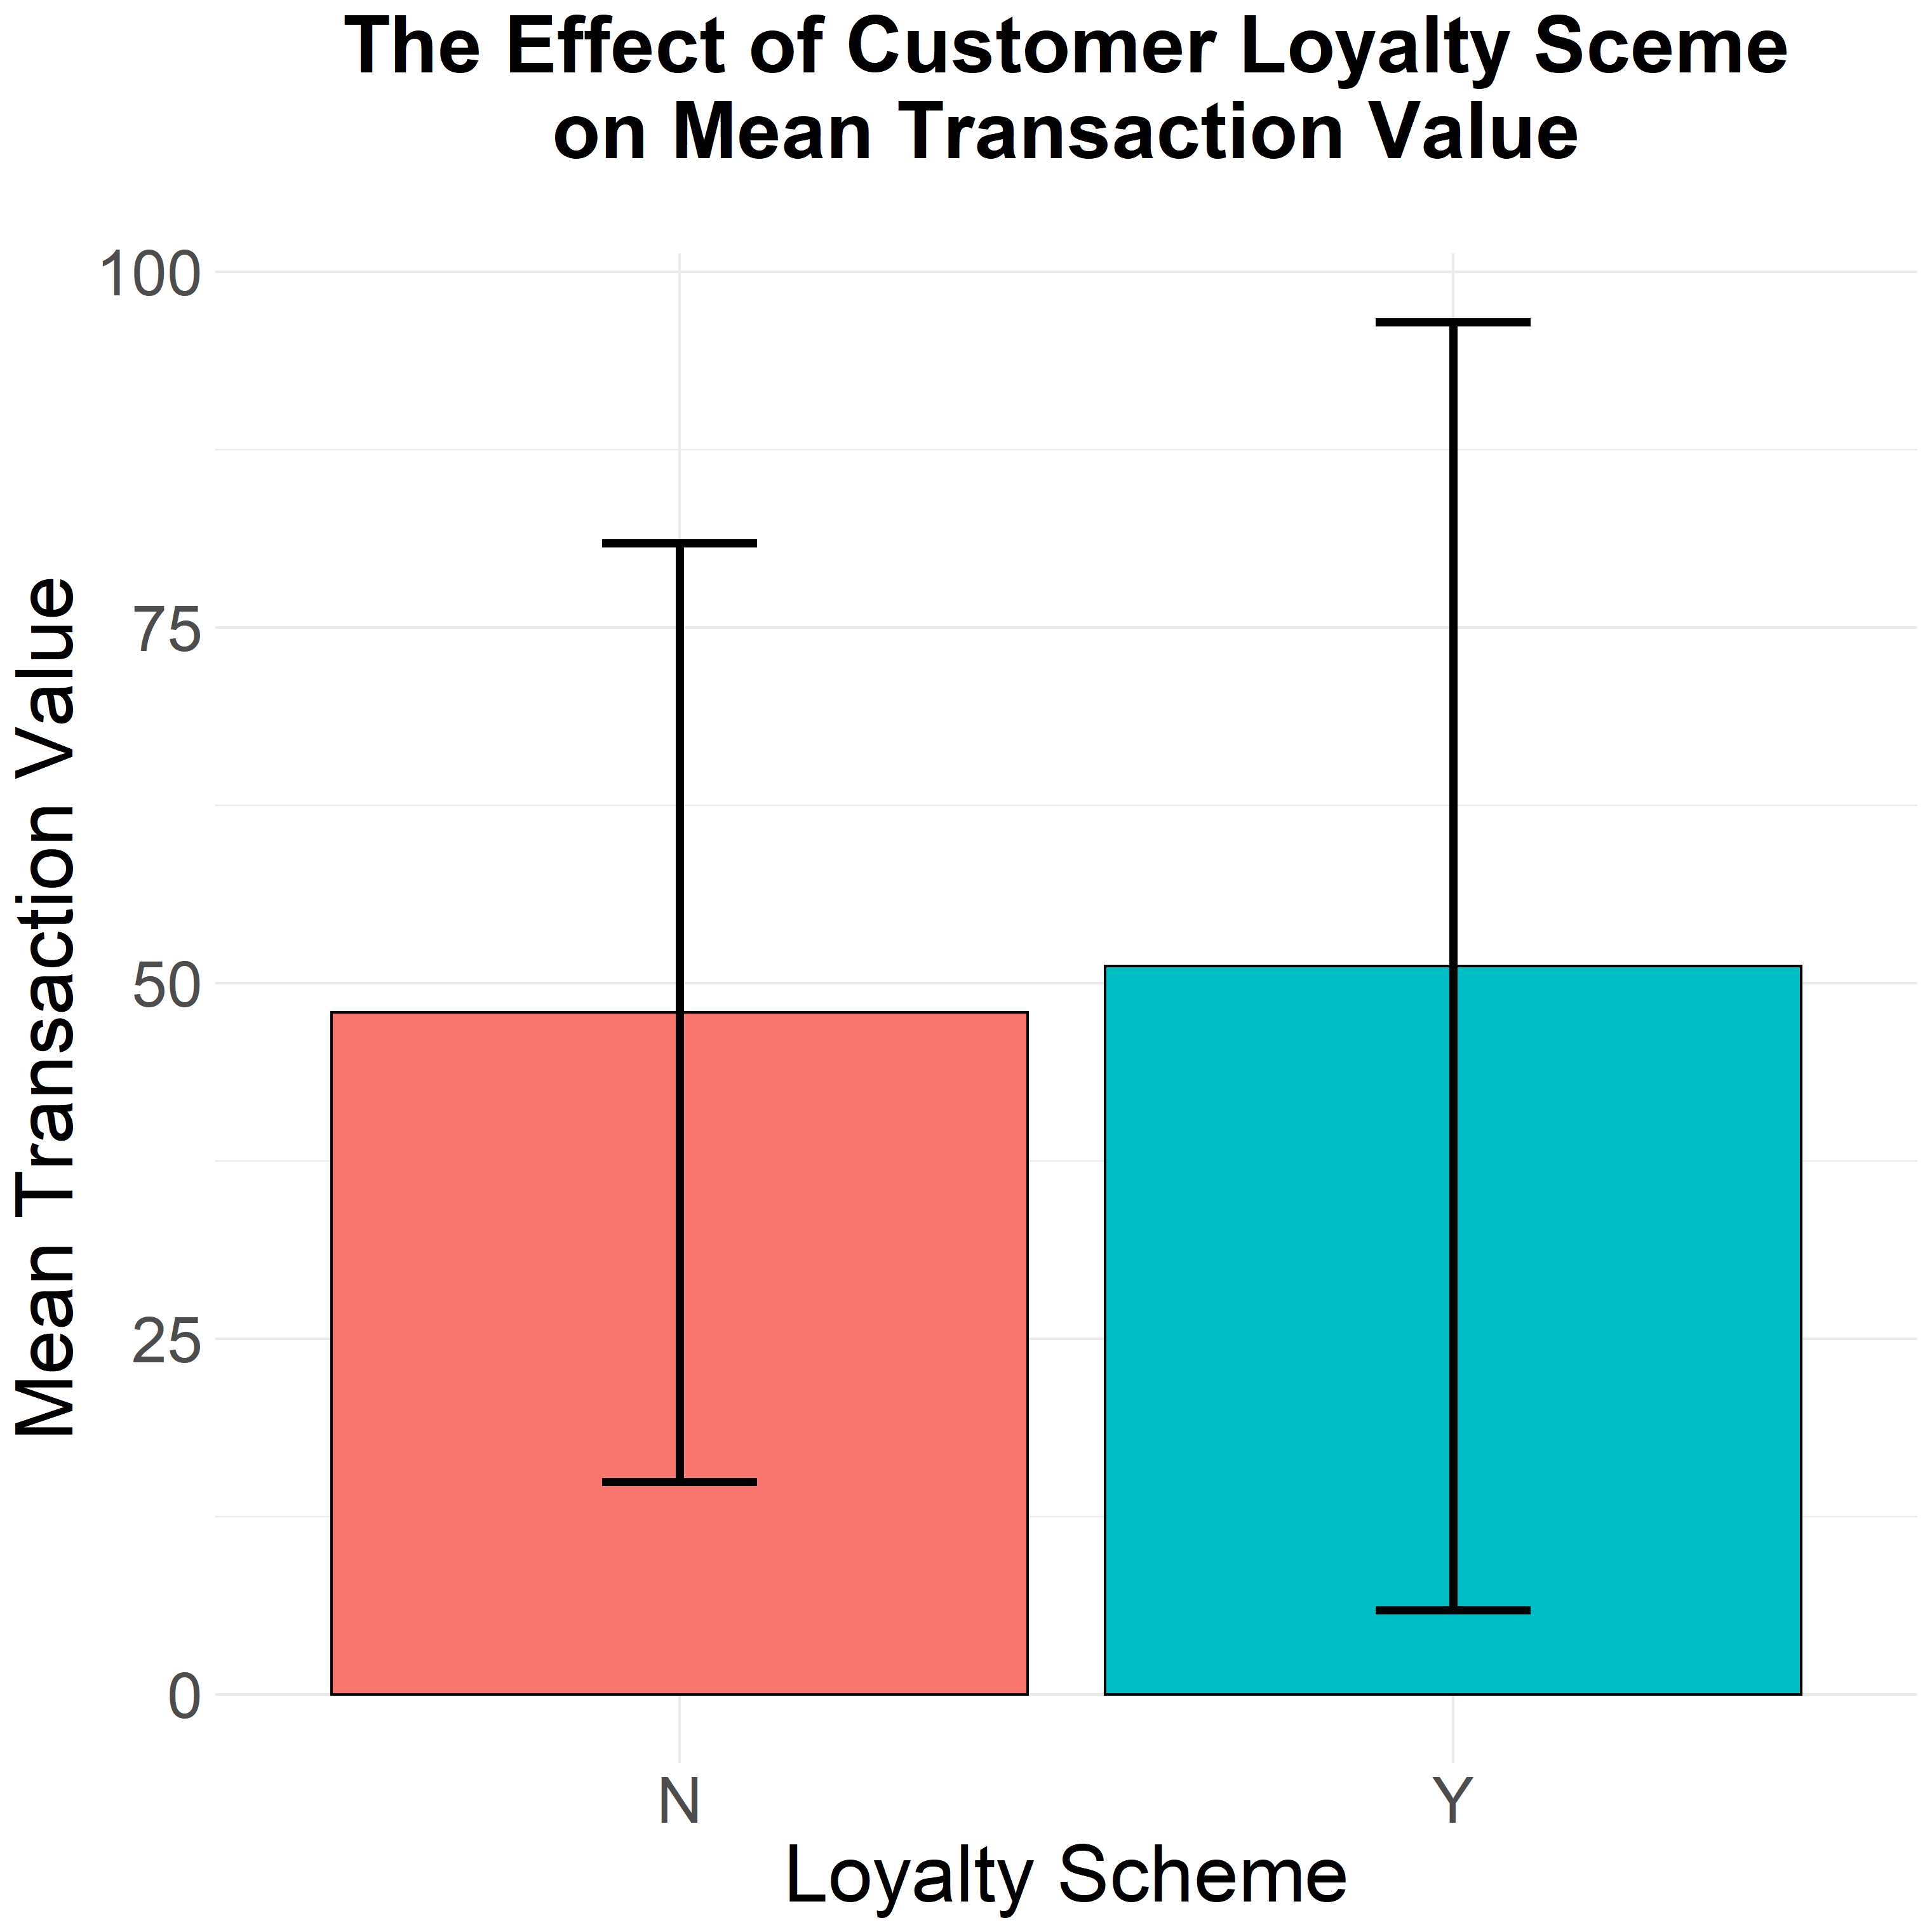 The Effect of Customer Loyalty Sceme
on Mean Transaction Value
Mean Transaction Value
100
75
50
25
0
N
Y
Loyalty Scheme